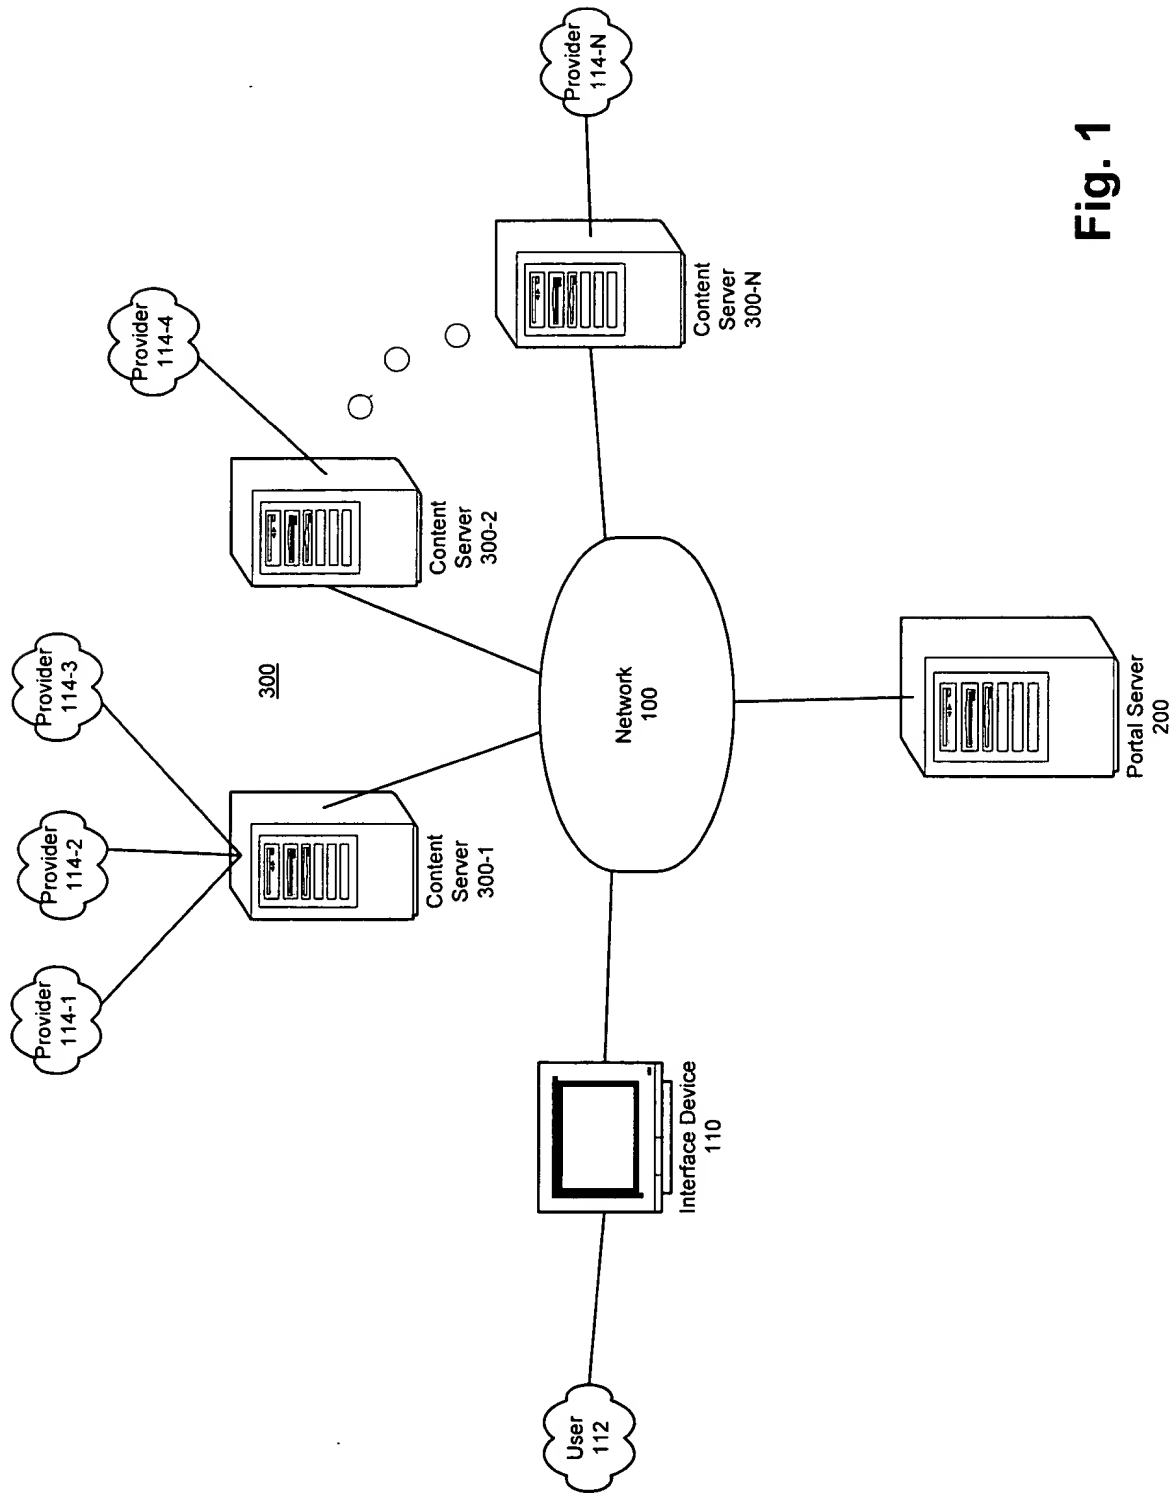 Provider
114-1
Provider
114-2
Provider
114-3
Provider
114-4
Provider
114-N
300
Content
Server
300-1
Content
Server
300-2
Content
Server
300-N
User
112
Interface Device
110
Network
100
Portal Server
200
Fig. 1